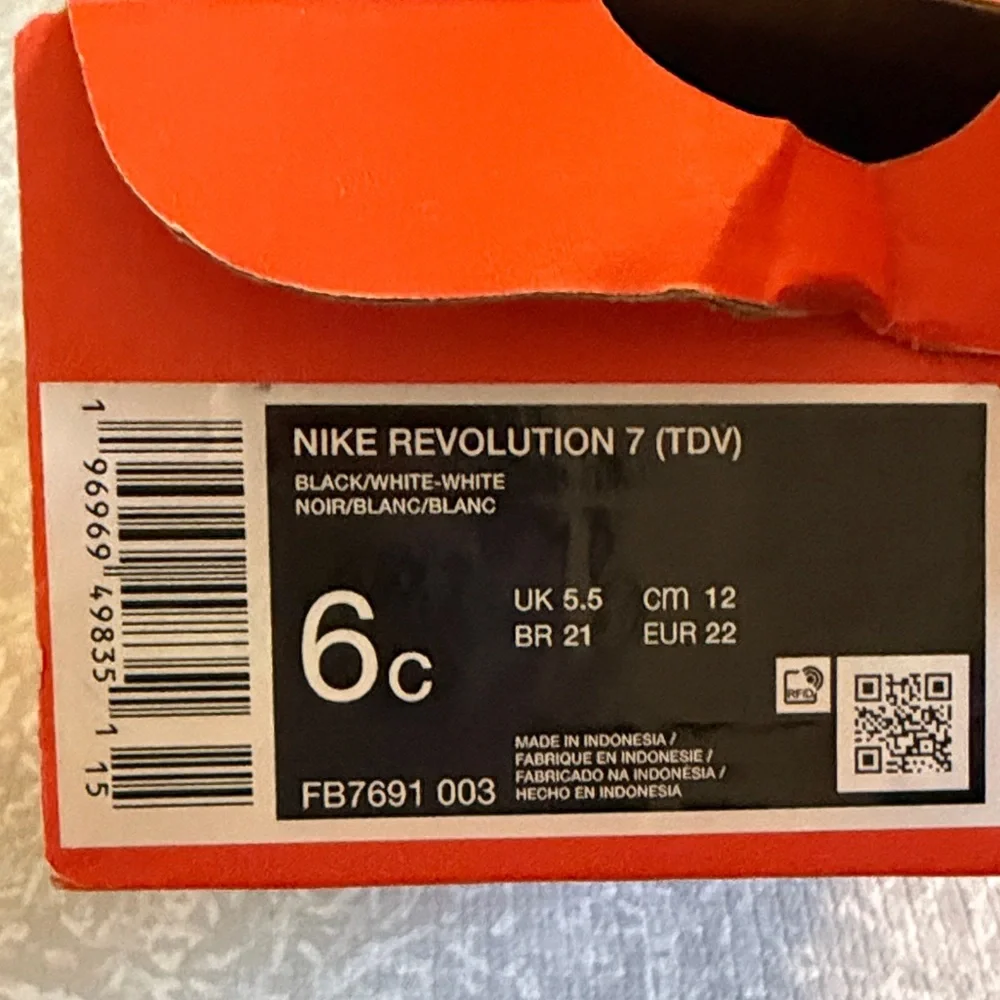 NIKE REVOLUTION 7 (TDV)
BLACK/WHITE-WHITE
NOIR/BLANC/BLANC
6C
UK 5.5 cm 12
BR 21 EUR 22
RFID
MADE IN INDONESIA /
FABRIQUE EN INDONESIE /
FABRICADO NA INDONÉSIA /
HECHO EN INDONESIA
FB7691 003
1 96969 49835 1 15